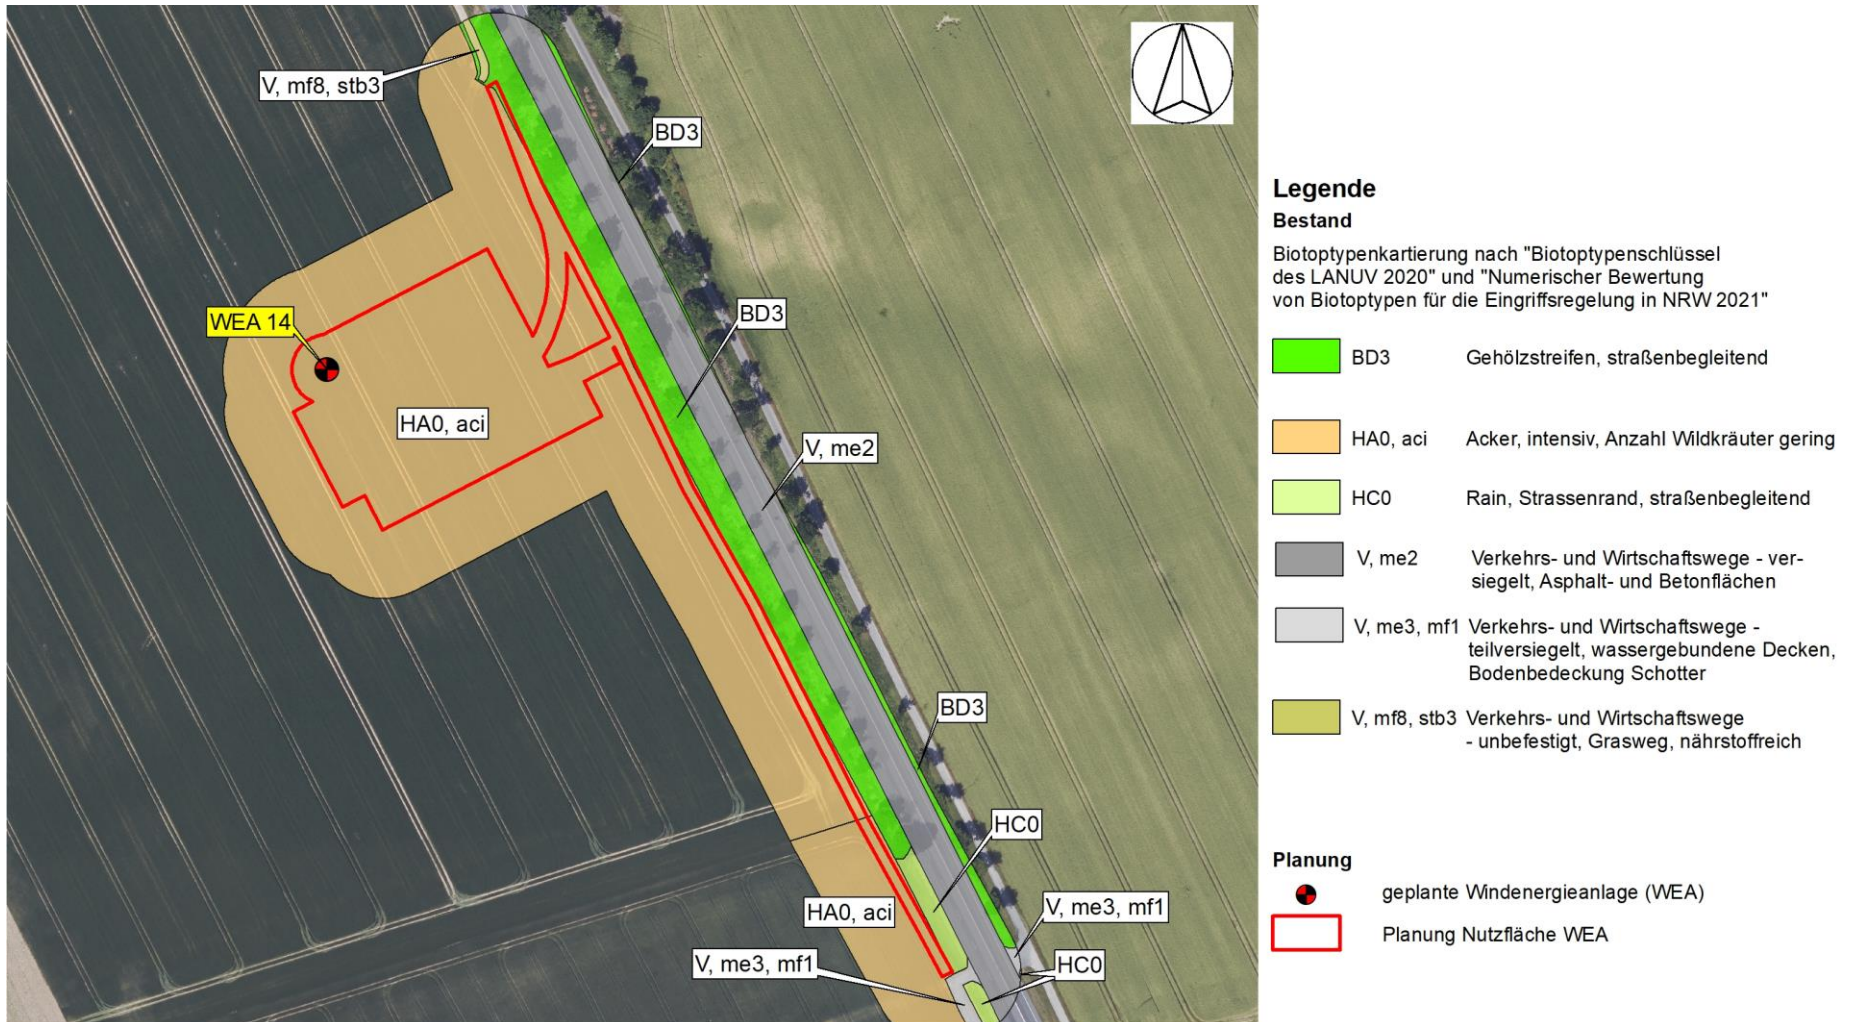 V, mf8, stb3
BD3
BD3
WEA 14
HA0, aci
V, me2
BD3
HC0
HA0, aci
V, me3, mf1
V, me3, mf1
HC0
Legende
Bestand
Biotoptypenkartierung nach "Biotoptypenschlüssel
des LANUV 2020" und "Numerischer Bewertung
von Biotoptypen für die Eingriffsregelung in NRW 2021"
BD3 Gehölzstreifen, straßenbegleitend
HA0, aci Acker, intensiv, Anzahl Wildkräuter gering
HC0 Rain, Strassenrand, straßenbegleitend
V, me2 Verkehrs- und Wirtschaftswege - ver-
siegelt, Asphalt- und Betonflächen
V, me3, mf1 Verkehrs- und Wirtschaftswege -
teilversiegelt, wassergebundene Decken,
Bodenbedeckung Schotter
V, mf8, stb3 Verkehrs- und Wirtschaftswege
- unbefestigt, Grasweg, nährstoffreich
Planung
geplante Windenergieanlage (WEA)
Planung Nutzfläche WEA